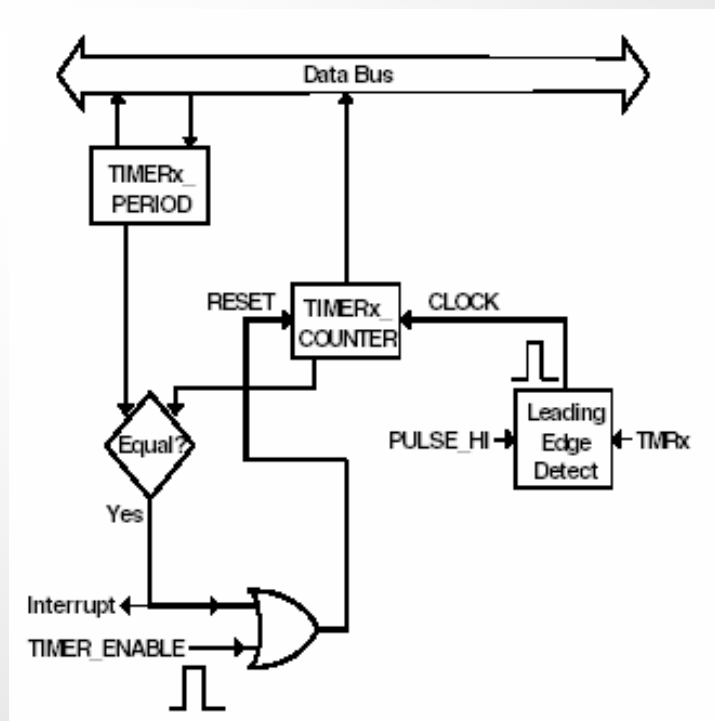 Data Bus
TIMERx_
PERIOD
RESET
TIMERx_
COUNTER
CLOCK
Equal?
Leading
Edge
Detect
PULSE_HI
TMRx
Yes
Interrupt
TIMER_ENABLE